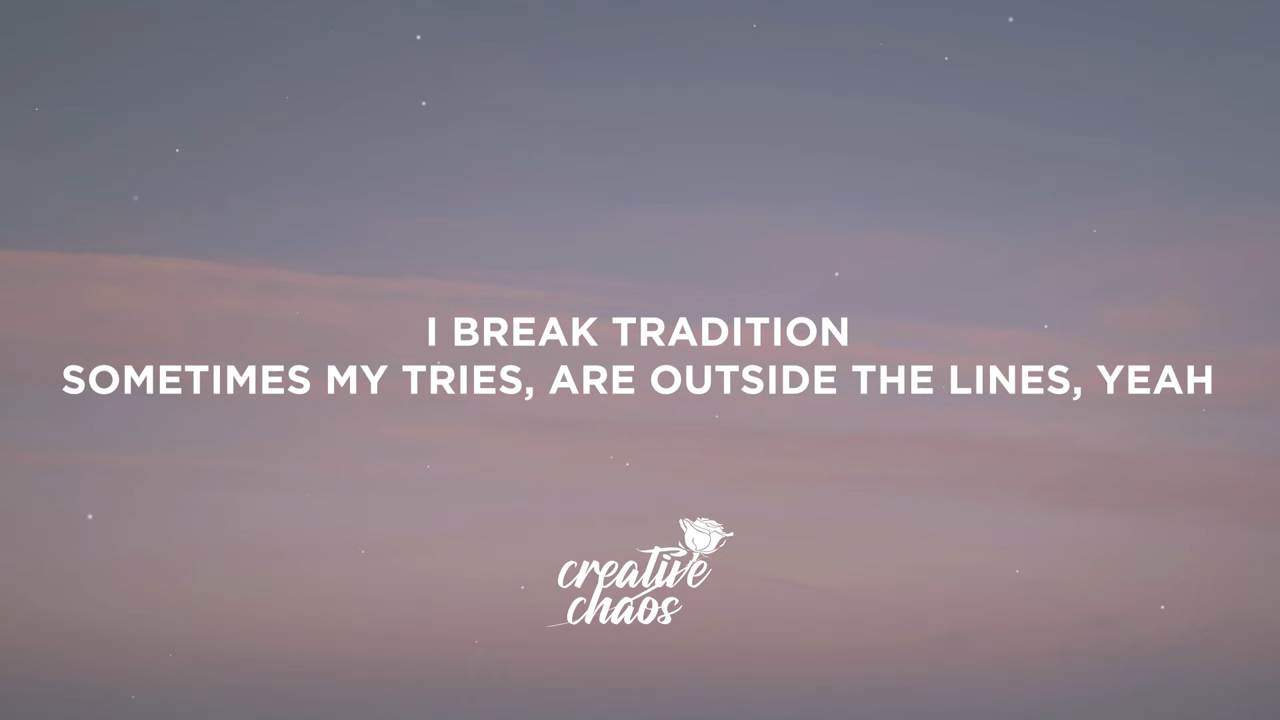 I BREAK TRADITION
SOMETIMES MY TRIES, ARE OUTSIDE THE LINES, YEAH
creative
chaos